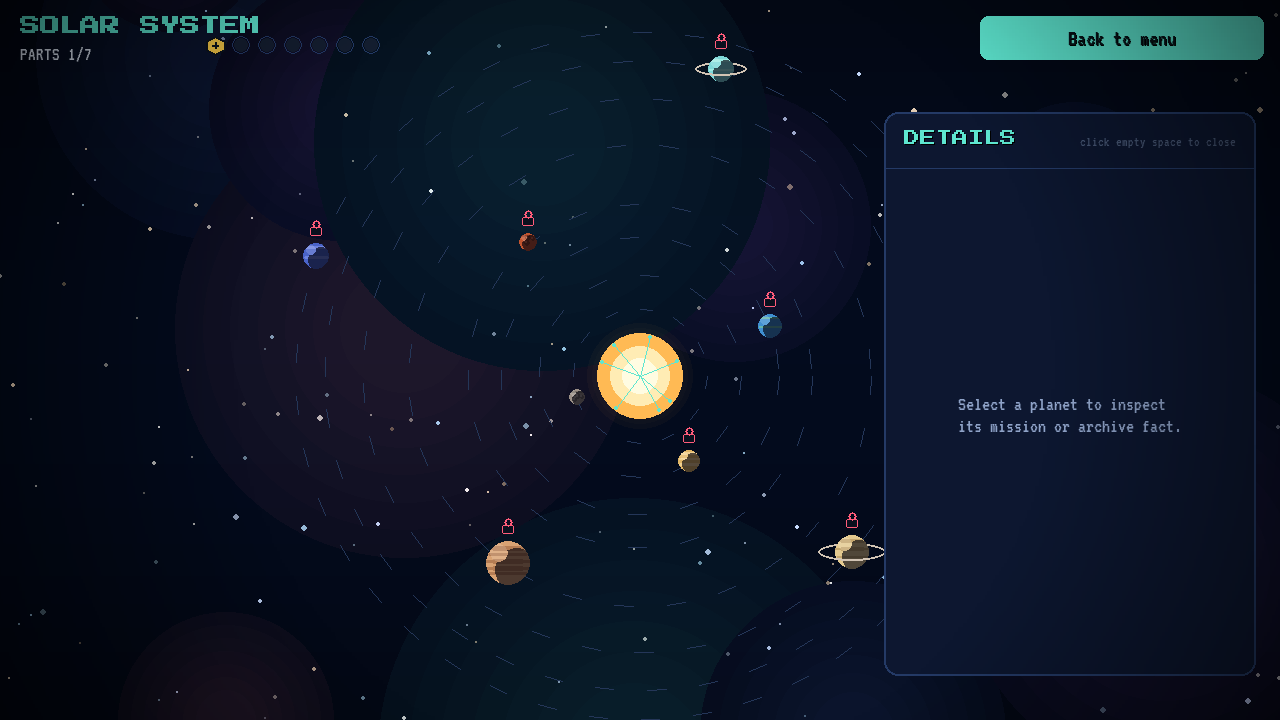 SOLAR SYSTEM
PARTS 1/7
Back to menu
DETAILS
click empty space to close
Select a planet to inspect
its mission or archive fact.